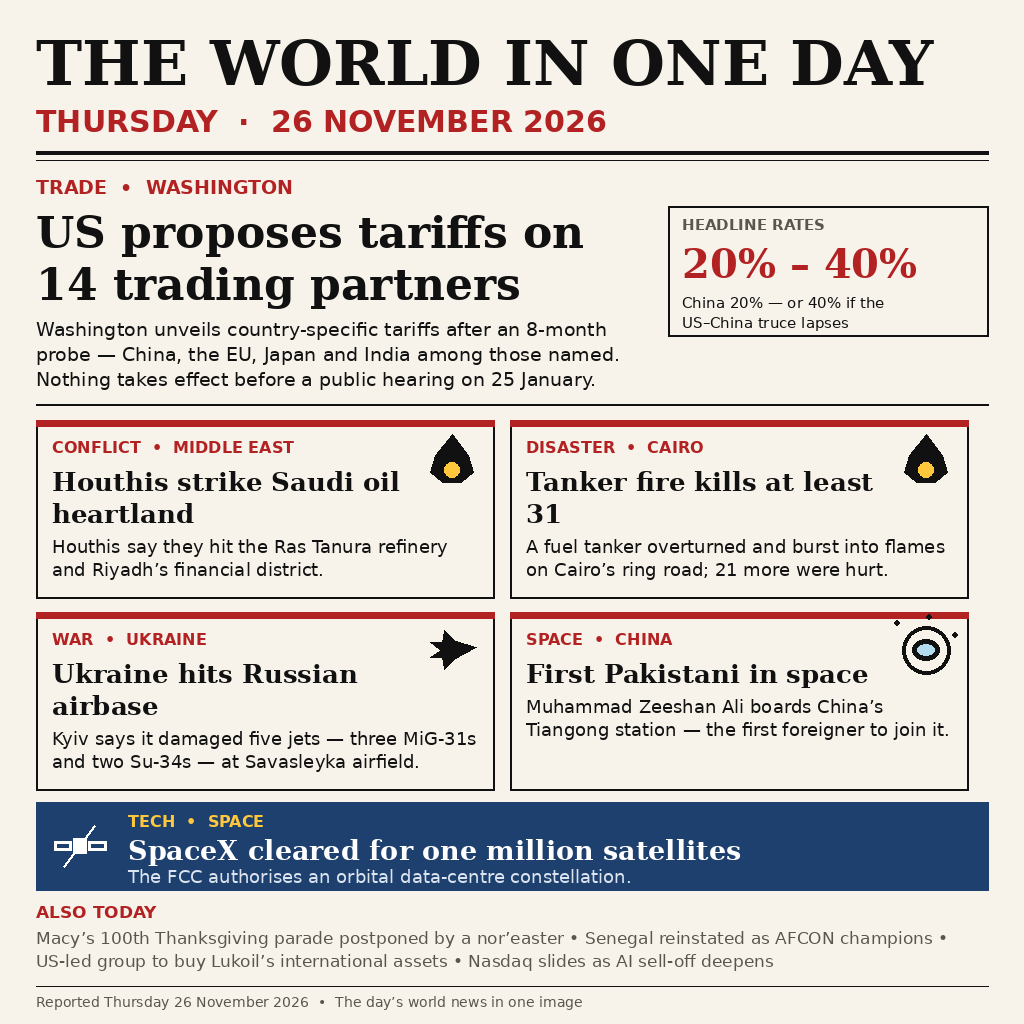 THE WORLD IN ONE DAY
THURSDAY · 26 NOVEMBER 2026
TRADE • WASHINGTON
US proposes tariffs on
14 trading partners
Washington unveils country-specific tariffs after an 8-month
probe — China, the EU, Japan and India among those named.
Nothing takes effect before a public hearing on 25 January.
HEADLINE RATES
20% – 40%
China 20% — or 40% if the
US–China truce lapses
CONFLICT • MIDDLE EAST
Houthis strike Saudi oil
heartland
Houthis say they hit the Ras Tanura refinery
and Riyadh’s financial district.
DISASTER • CAIRO
Tanker fire kills at least
31
A fuel tanker overturned and burst into flames
on Cairo’s ring road; 21 more were hurt.
WAR • UKRAINE
Ukraine hits Russian
airbase
Kyiv says it damaged five jets — three MiG-31s
and two Su-34s — at Savasleyka airfield.
SPACE • CHINA
First Pakistani in space
Muhammad Zeeshan Ali boards China’s
Tiangong station — the first foreigner to join it.
TECH • SPACE
SpaceX cleared for one million satellites
The FCC authorises an orbital data-centre constellation.
ALSO TODAY
Macy’s 100th Thanksgiving parade postponed by a nor’easter • Senegal reinstated as AFCON champions •
US-led group to buy Lukoil’s international assets • Nasdaq slides as AI sell-off deepens
Reported Thursday 26 November 2026 • The day’s world news in one image